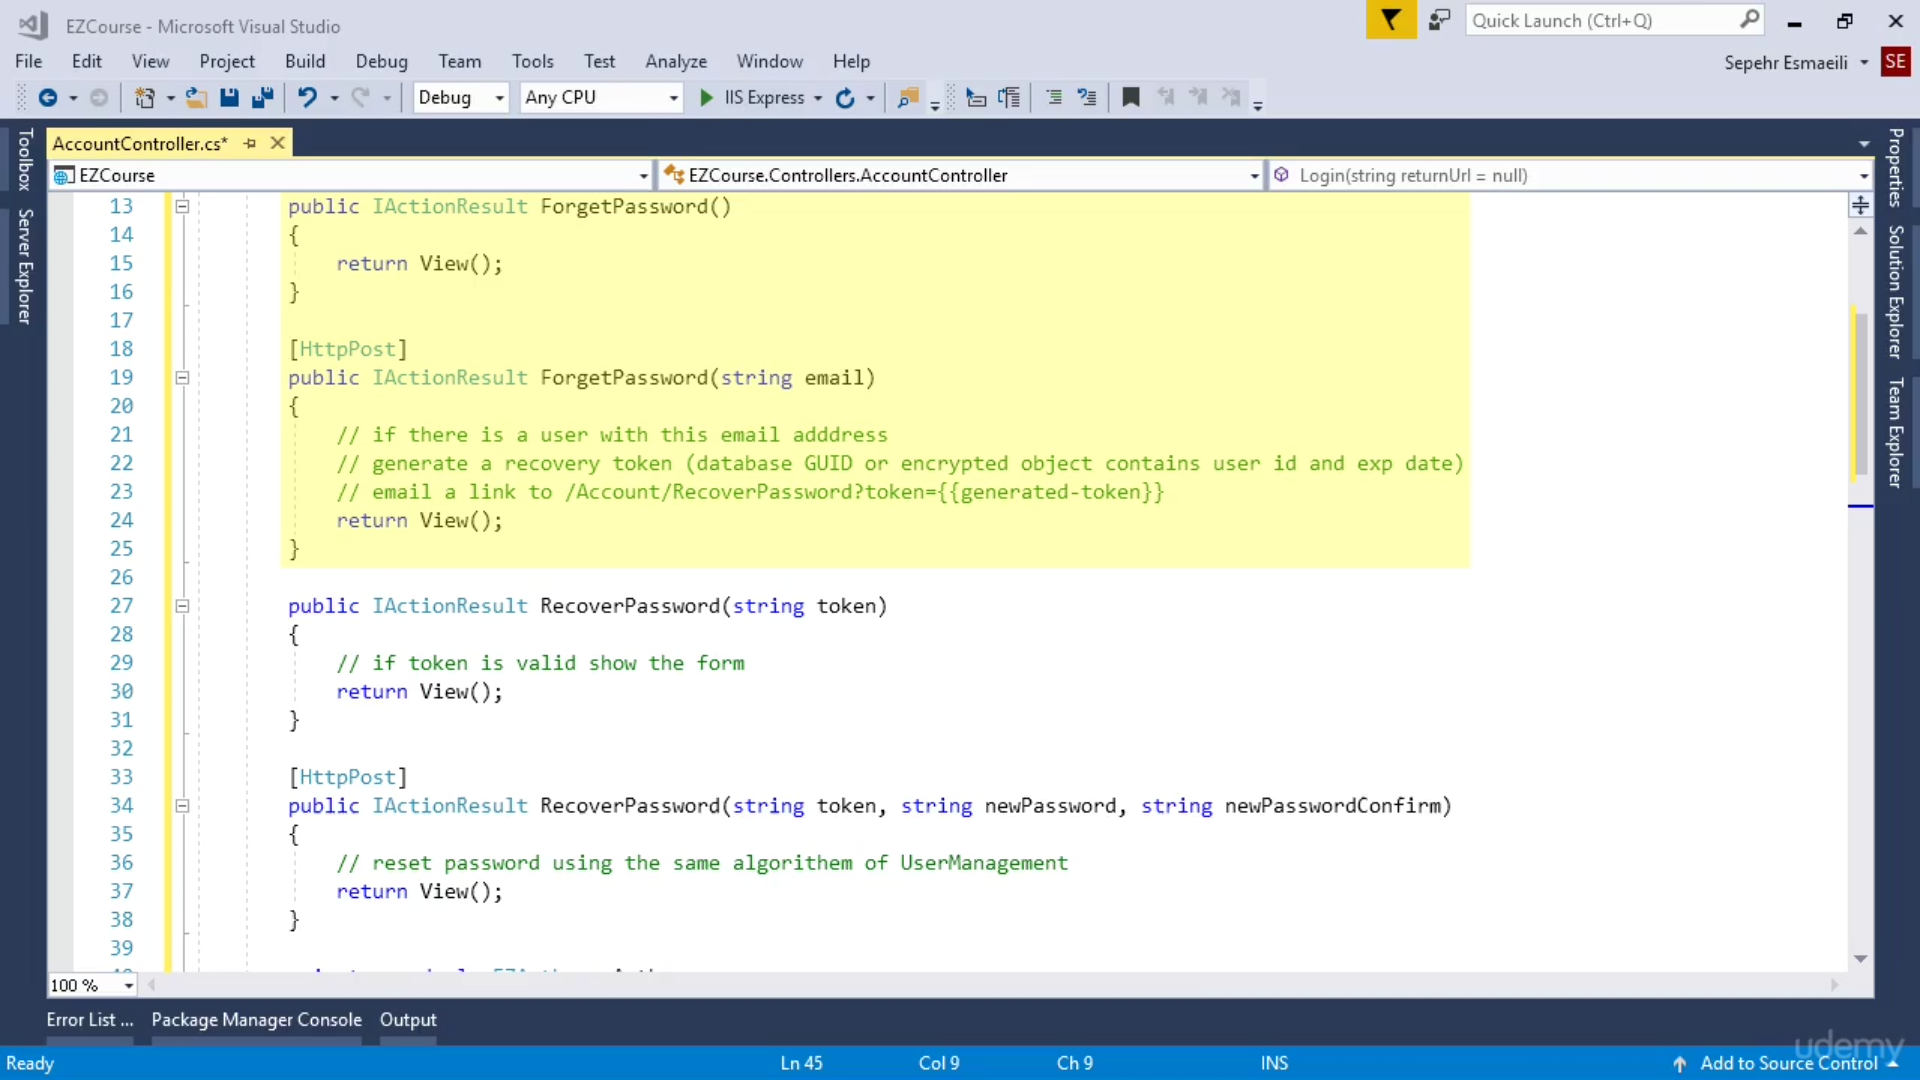 EZCourse - Microsoft Visual Studio
Quick Launch (Ctrl+Q)
File Edit View Project Build Debug Team Tools Test Analyze Window Help
Sepehr Esmaeili SE
Debug Any CPU IIS Express
Toolbox
Server Explorer
AccountController.cs*
EZCourse EZCourse.Controllers.AccountController Login(string returnUrl = null)
13 public IActionResult ForgetPassword()
14 {
15 return View();
16 }
17
18 [HttpPost]
19 public IActionResult ForgetPassword(string email)
20 {
21 // if there is a user with this email adddress
22 // generate a recovery token (database GUID or encrypted object contains user id and exp date)
23 // email a link to /Account/RecoverPassword?token={{generated-token}}
24 return View();
25 }
26
27 public IActionResult RecoverPassword(string token)
28 {
29 // if token is valid show the form
30 return View();
31 }
32
33 [HttpPost]
34 public IActionResult RecoverPassword(string token, string newPassword, string newPasswordConfirm)
35 {
36 // reset password using the same algorithem of UserManagement
37 return View();
38 }
39
Properties
Solution Explorer
Team Explorer
100 %
Error List ... Package Manager Console Output
Ready Ln 45 Col 9 Ch 9 INS Add to Source Control
udemy